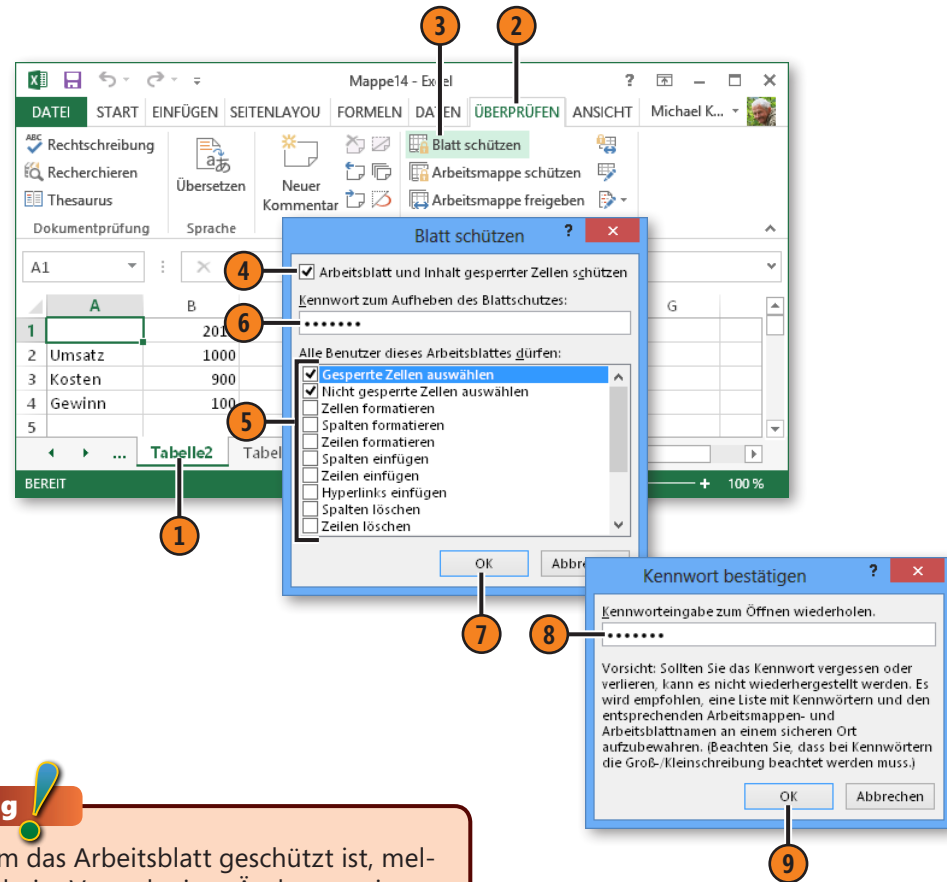 3
2
Mappe14 - Excel
?
DATEI START EINFÜGEN SEITENLAYOU FORMELN DATEN ÜBERPRÜFEN ANSICHT Michael K...
ABC Rechtschreibung
Recherchieren
Thesaurus
Dokumentprüfung
Übersetzen
Sprache
Neuer
Kommentar
Blatt schützen
Arbeitsmappe schützen
Arbeitsmappe freigeben
A1
A B G
1
2 Umsatz 1000
3 Kosten 900
4 Gewinn 100
5
... Tabelle2
BEREIT
100 %
1
Blatt schützen ?
4
Arbeitsblatt und Inhalt gesperrter Zellen schützen
Kennwort zum Aufheben des Blattschutzes:
6
•••••••
Alle Benutzer dieses Arbeitsblattes dürfen:
5
Gesperrte Zellen auswählen
Nicht gesperrte Zellen auswählen
Zellen formatieren
Spalten formatieren
Zeilen formatieren
Spalten einfügen
Zeilen einfügen
Hyperlinks einfügen
Spalten löschen
Zeilen löschen
OK
7
Kennwort bestätigen ?
Kennworteingabe zum Öffnen wiederholen.
8
•••••••
Vorsicht: Sollten Sie das Kennwort vergessen oder
verlieren, kann es nicht wiederhergestellt werden. Es
wird empfohlen, eine Liste mit Kennwörtern und den
entsprechenden Arbeitsmappen- und
Arbeitsblattnamen an einem sicheren Ort
aufzubewahren. (Beachten Sie, dass bei Kennwörtern
die Groß-/Kleinschreibung beachtet werden muss.)
OK Abbrechen
9
g
m das Arbeitsblatt geschützt ist, mel-